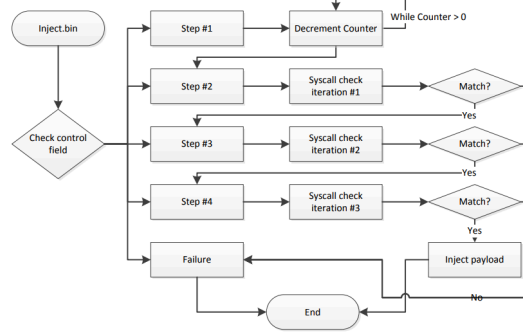 While Counter > 0
Inject.bin
Step #1
Decrement Counter
Step #2
Syscall check
iteration #1
Match?
Yes
Check control
field
Step #3
Syscall check
iteration #2
Match?
Yes
Step #4
Syscall check
iteration #3
Match?
Yes
Failure
Inject payload
No
End